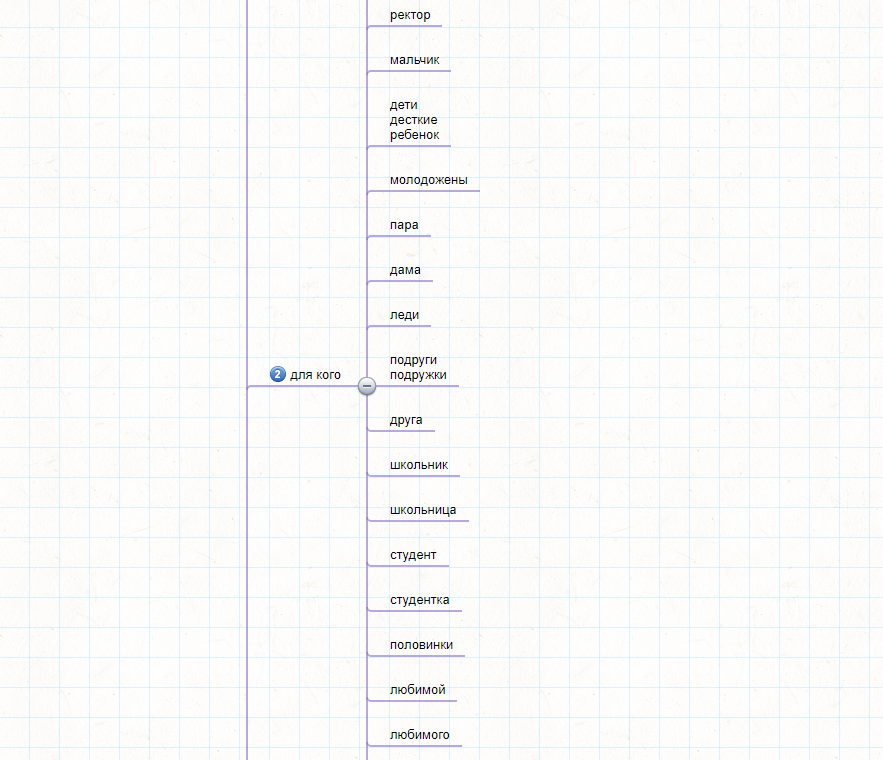 ректор
мальчик
дети
десткие
ребенок
молодожены
пара
дама
леди
подруги
2 для кого
подружки
друга
школьник
школьница
студент
студентка
половинки
любимой
любимого